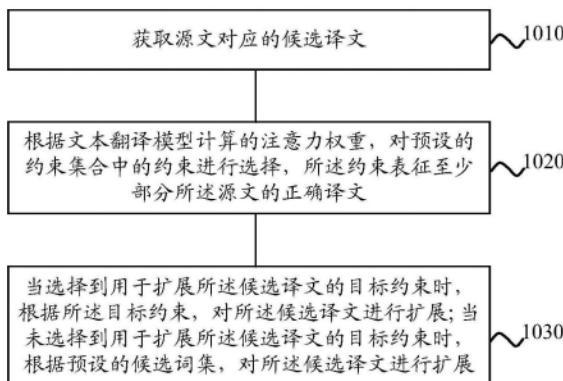 获取源文对应的候选译文
1010
根据文本翻译模型计算的注意力权重，对预设的
约束集合中的约束进行选择，所述约束表征至少
部分所述源文的正确译文
1020
当选择到用于扩展所述候选译文的目标约束时，
根据所述目标约束，对所述候选译文进行扩展；当
未选择到用于扩展所述候选译文的目标约束时，
根据预设的候选词集，对所述候选译文进行扩展
1030